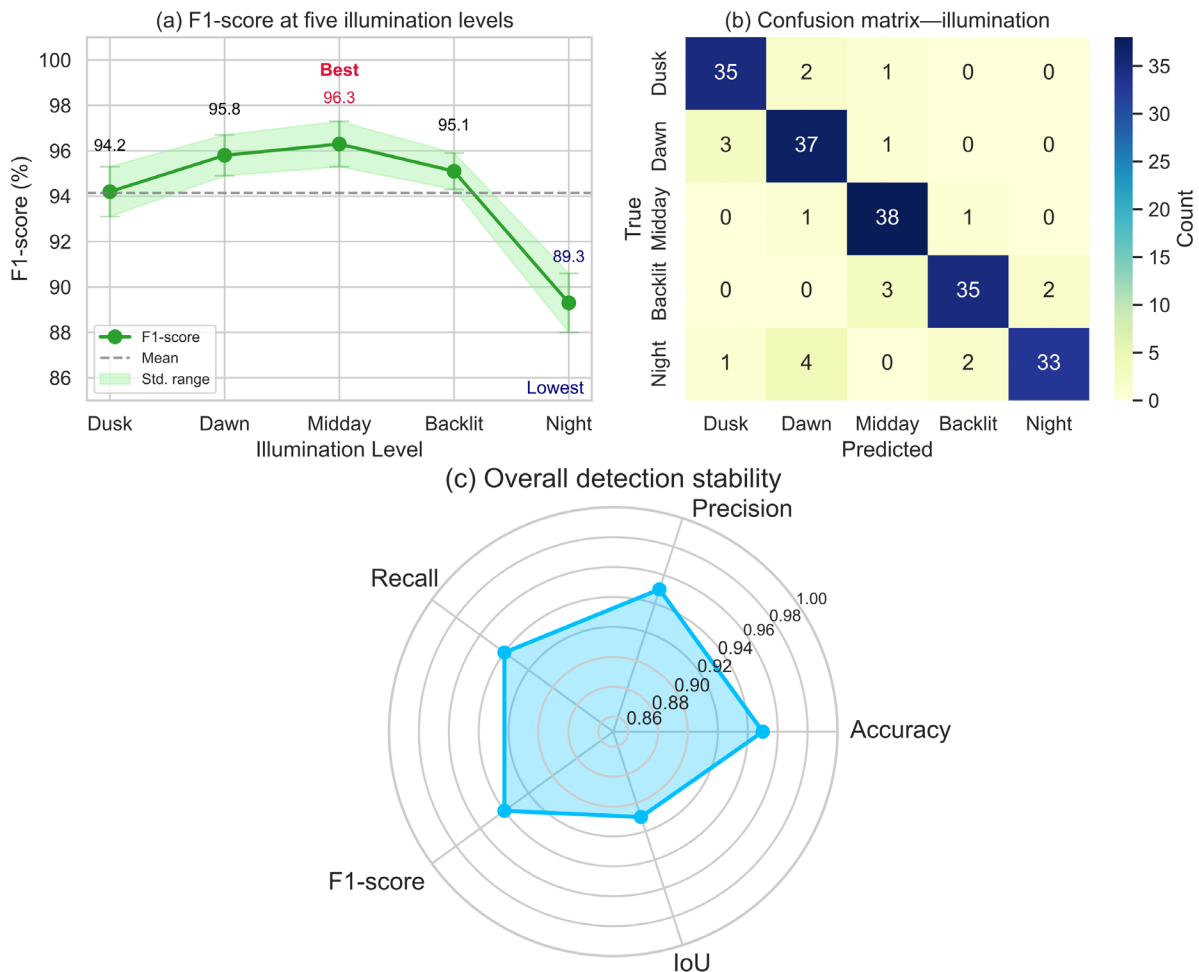 (a) F1-score at five illumination levels
100
98
96
94
92
90
88
86
F1-score (%)
94.2
95.8
Best
96.3
95.1
89.3
Lowest
F1-score
Mean
Std. range
Dusk Dawn Midday Backlit Night
Illumination Level
(b) Confusion matrix—illumination
True
Dusk 35 2 1 0 0
Dawn 3 37 1 0 0
Midday 0 1 38 1 0
Backlit 0 0 3 35 2
Night 1 4 0 2 33
Dusk Dawn Midday Backlit Night
Predicted
35
30
25
20
15
10
5
0
Count
(c) Overall detection stability
Precision
Recall
1.00
0.98
0.96
0.94
0.92
0.90
0.88
0.86
Accuracy
F1-score
IoU